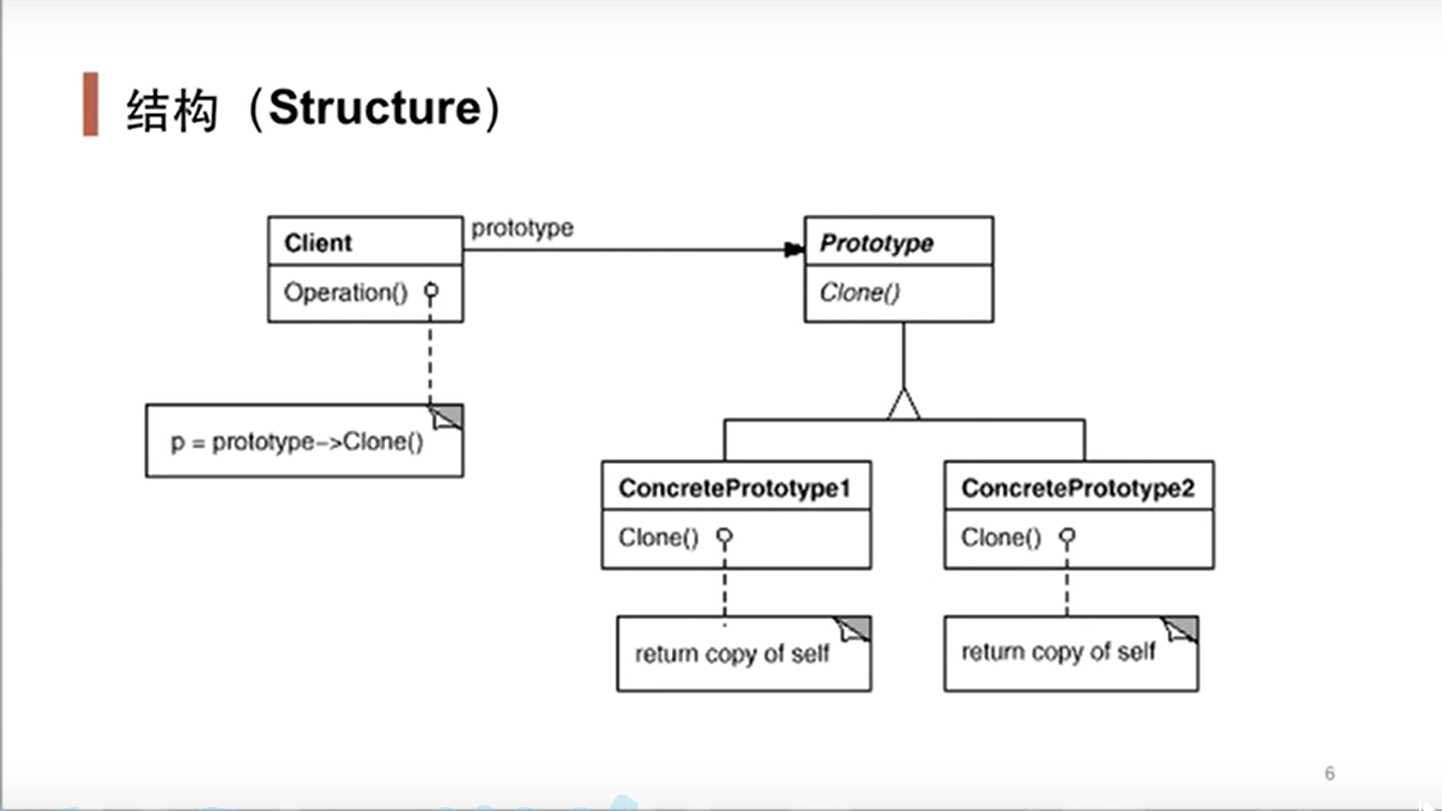 结构（Structure）
prototype
Client
Prototype
Operation()
Clone()
p = prototype–>Clone()
ConcretePrototype1
ConcretePrototype2
Clone()
Clone()
return copy of self
return copy of self
6